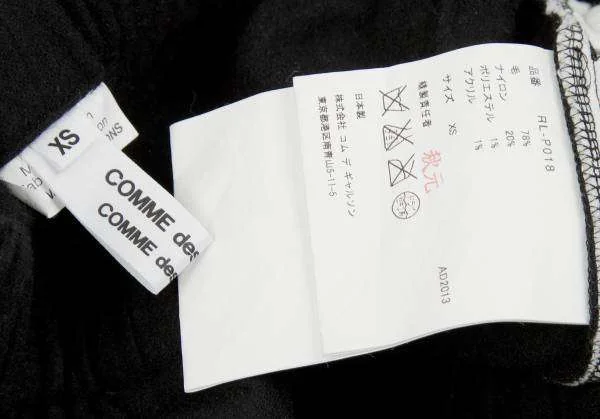 XS
COMME des
COMME des
品番 RL-P018
毛 78%
ナイロン 20%
ポリエステル 1%
アクリル 1%
サイズ XS
縫製責任者 秋元
日本製
株式会社 コム デ ギャルソン
東京都港区南青山5-11-5
AD2013